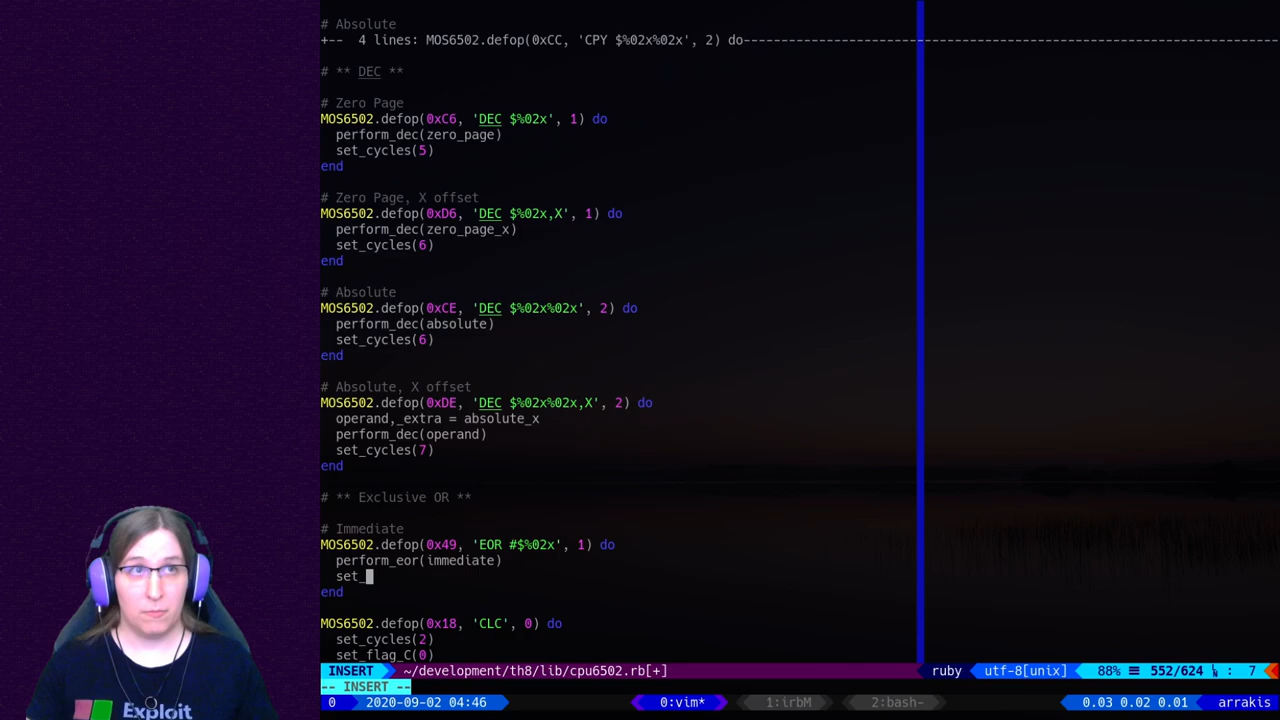 # Absolute
+--  4 lines: MOS6502.defop(0xCC, 'CPY $%02x%02x', 2) do
# ** DEC **
# Zero Page
MOS6502.defop(0xC6, 'DEC $%02x', 1) do
  perform_dec(zero_page)
  set_cycles(5)
end
# Zero Page, X offset
MOS6502.defop(0xD6, 'DEC $%02x,X', 1) do
  perform_dec(zero_page_x)
  set_cycles(6)
end
# Absolute
MOS6502.defop(0xCE, 'DEC $%02x%02x', 2) do
  perform_dec(absolute)
  set_cycles(6)
end
# Absolute, X offset
MOS6502.defop(0xDE, 'DEC $%02x%02x,X', 2) do
  operand,_extra = absolute_x
  perform_dec(operand)
  set_cycles(7)
end
# ** Exclusive OR **
# Immediate
MOS6502.defop(0x49, 'EOR #$%02x', 1) do
  perform_eor(immediate)
  set_
end
MOS6502.defop(0x18, 'CLC', 0) do
  set_cycles(2)
  set_flag_C(0)
INSERT ~/development/th8/lib/cpu6502.rb[+] ruby utf-8[unix] 88% ≡ 552/624 ㏑ : 7
-- INSERT --
0 2020-09-02 04:46 0:vim* 1:irbM 2:bash- 0.03 0.02 0.01 arrakis
Exploit